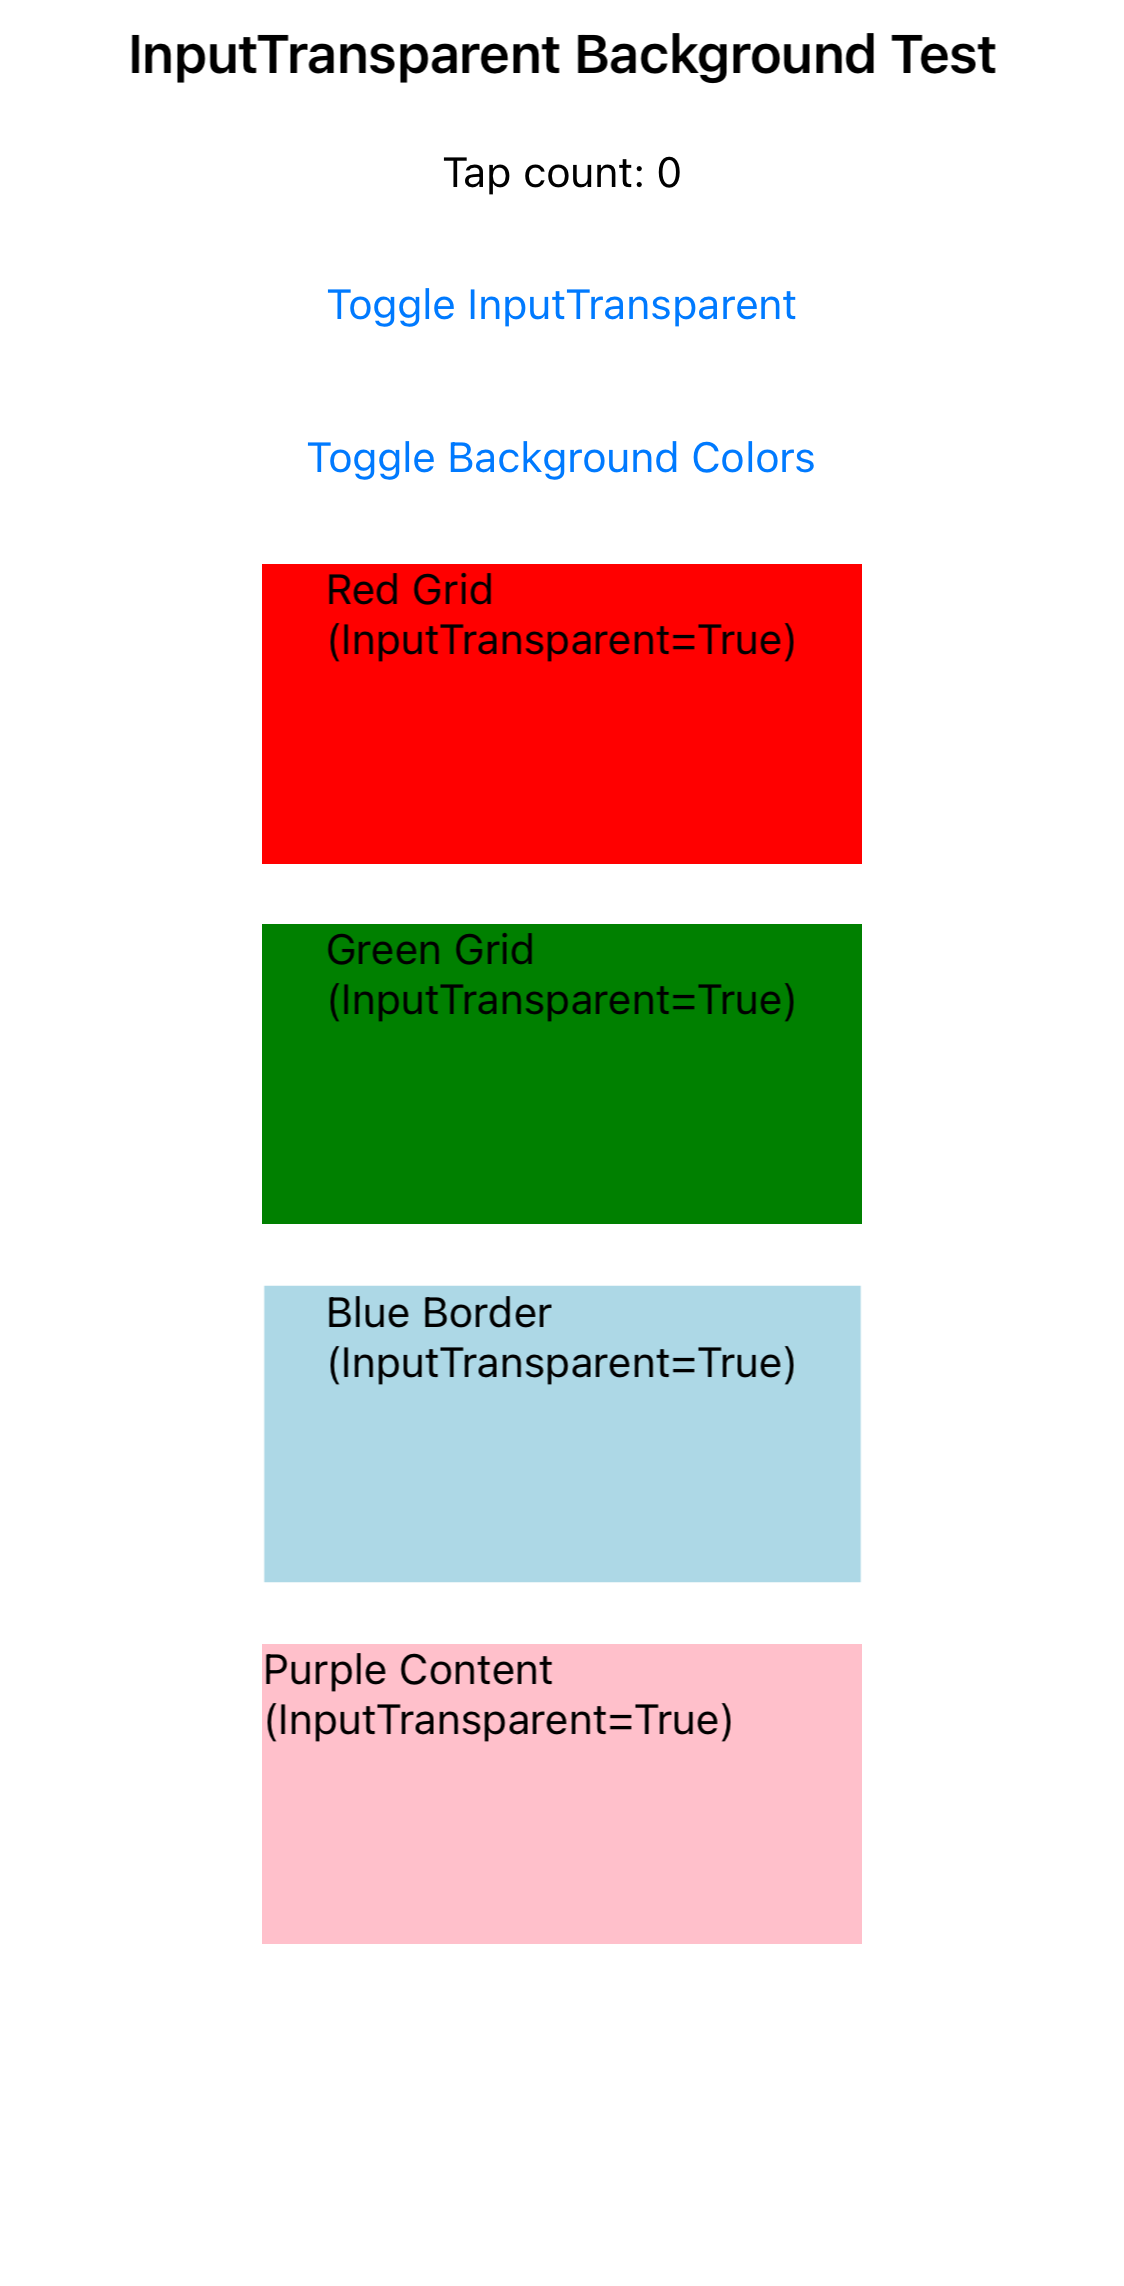 InputTransparent Background Test
Tap count: 0
Toggle InputTransparent
Toggle Background Colors
Red Grid
(InputTransparent=True)
Green Grid
(InputTransparent=True)
Blue Border
(InputTransparent=True)
Purple Content
(InputTransparent=True)